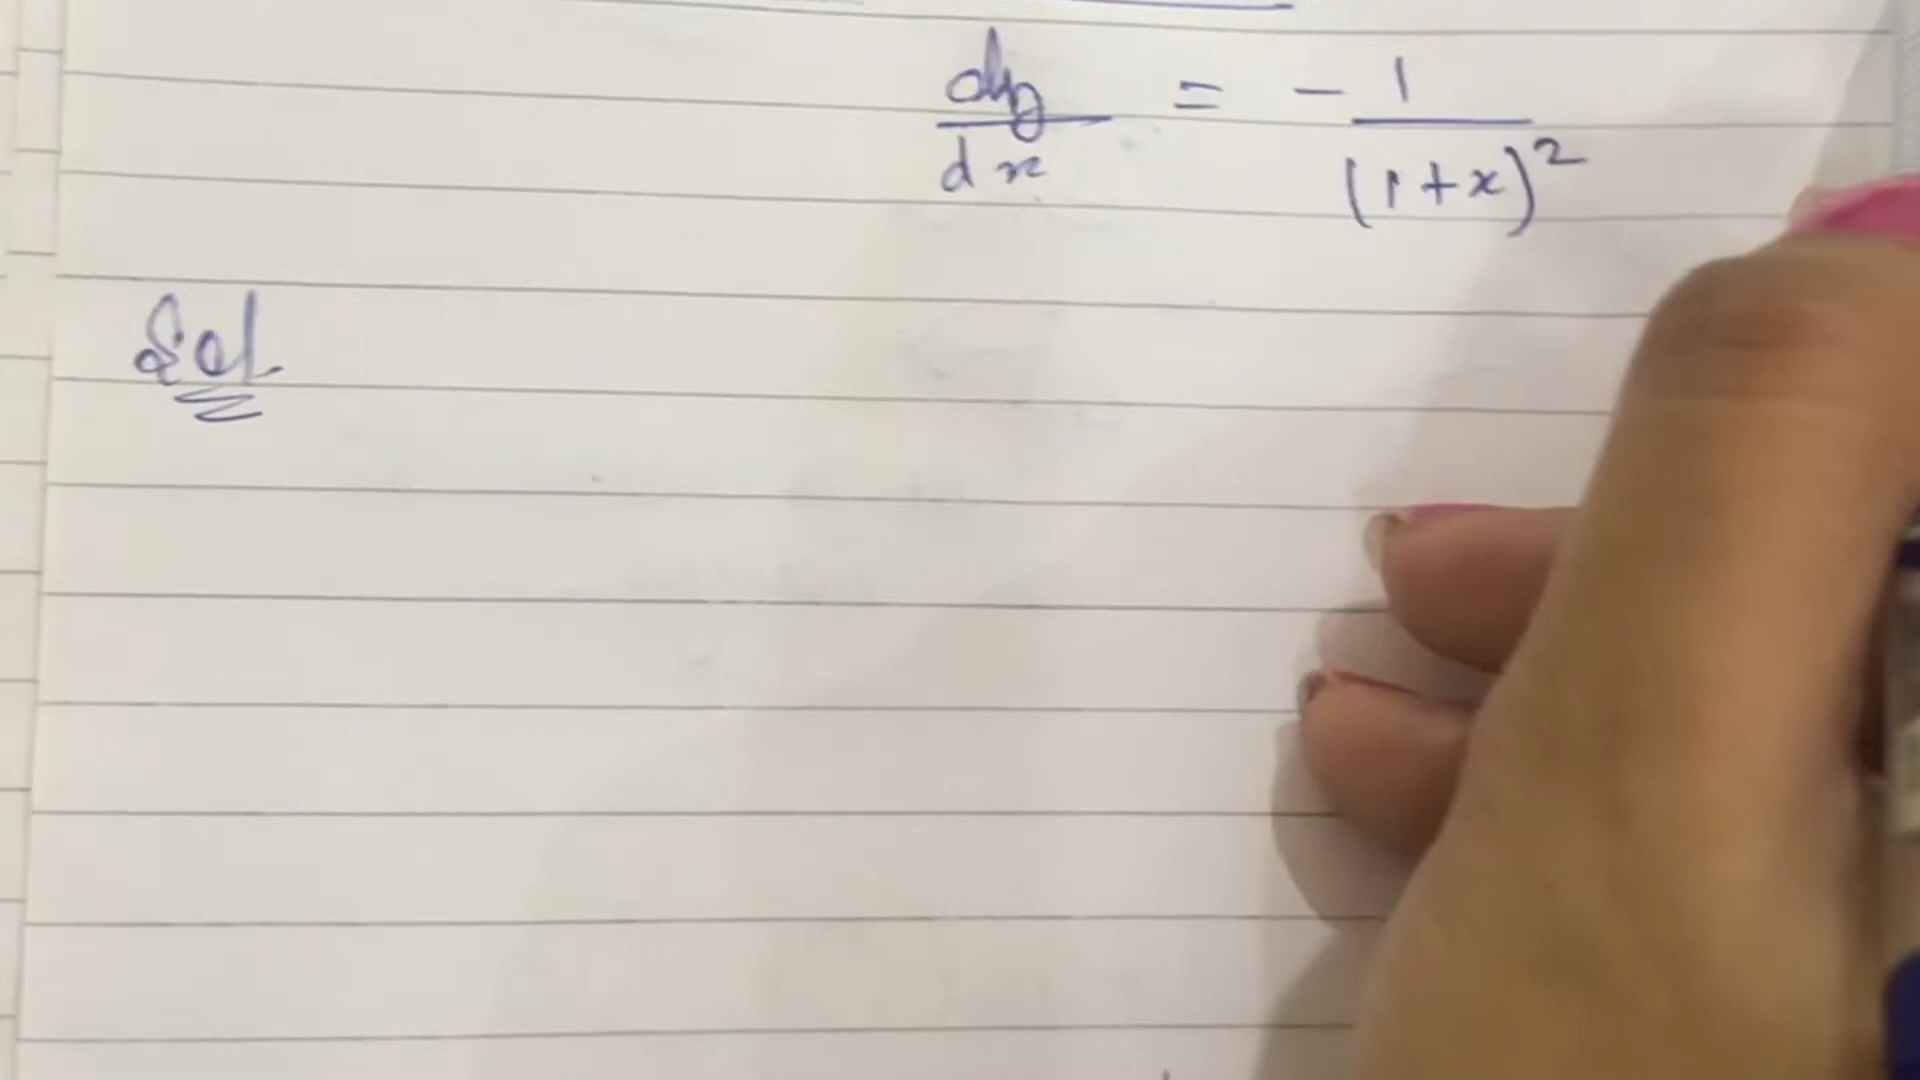 dy/dx = - 1/(1+x)²
Sol